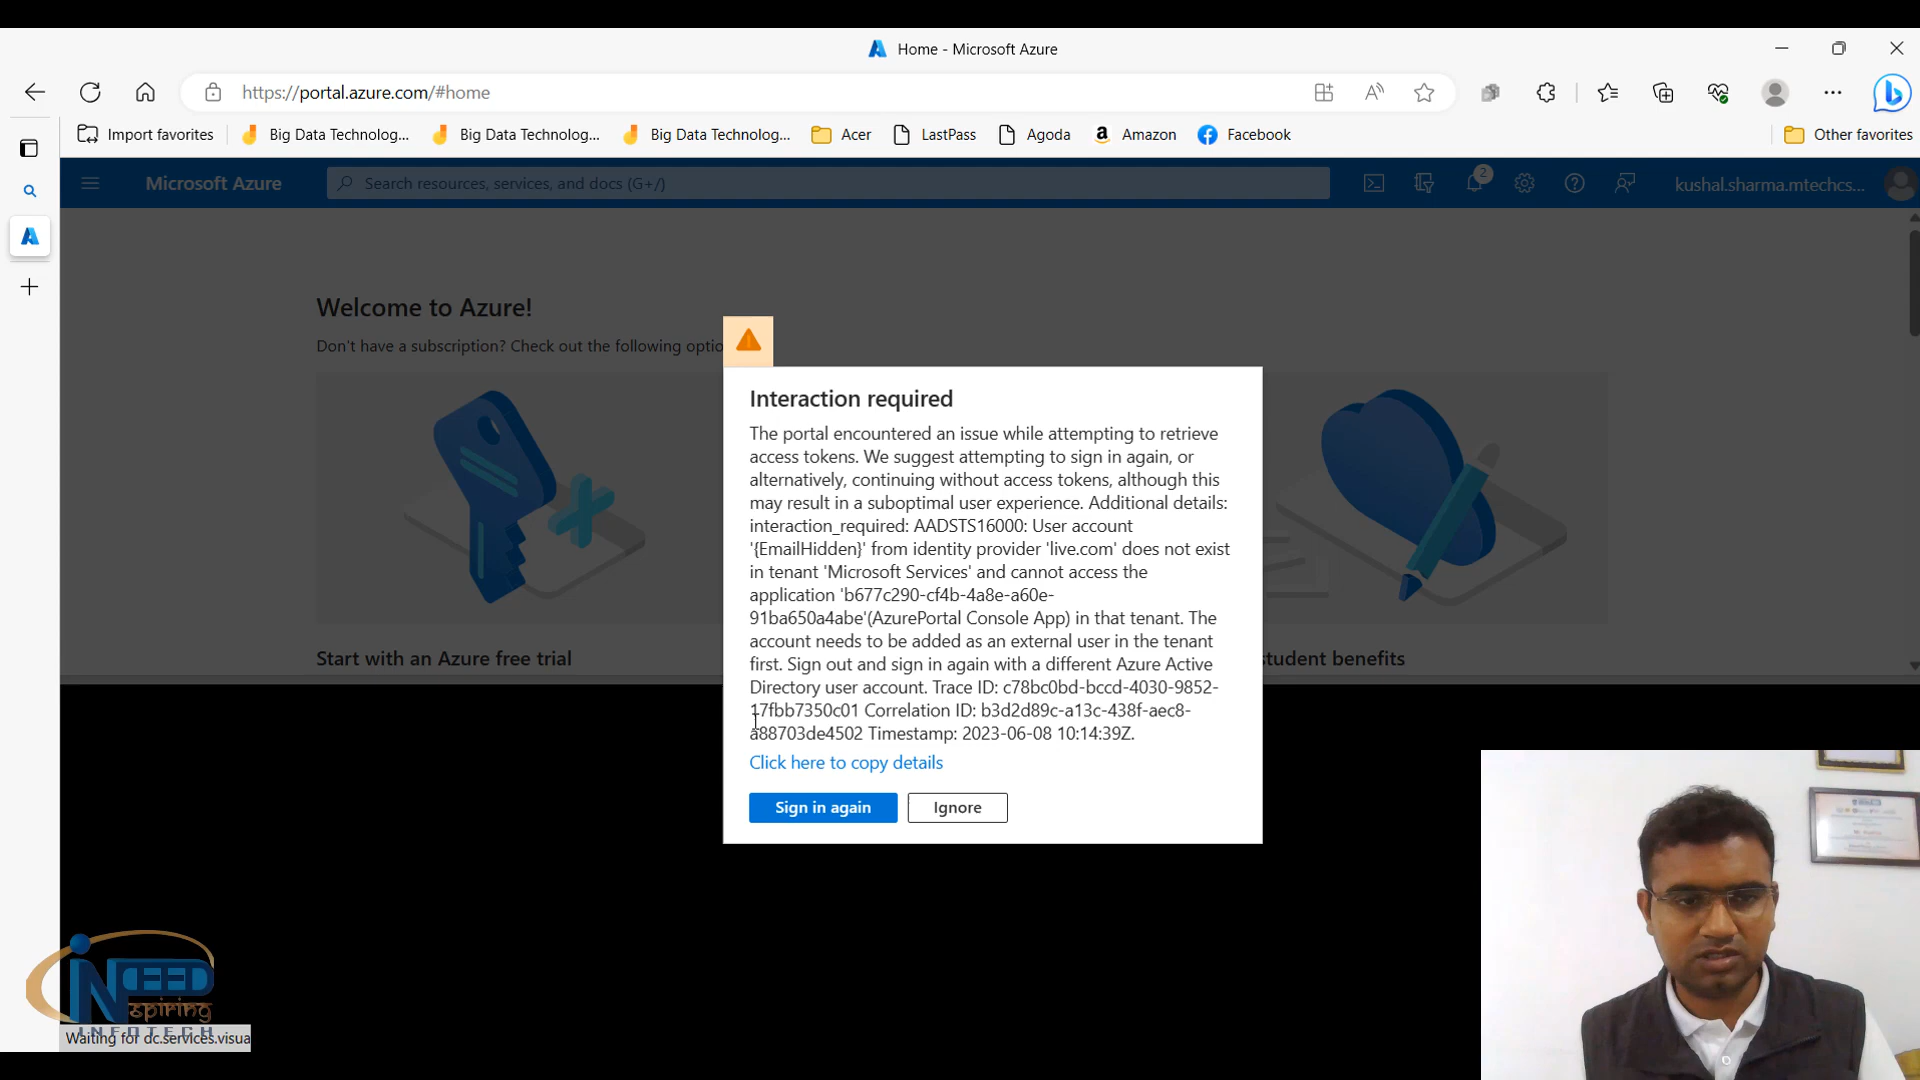 Home - Microsoft Azure
https://portal.azure.com/#home
Import favorites
Big Data Technolog...
Big Data Technolog...
Big Data Technolog...
Acer
LastPass
Agoda
Amazon
Facebook
Other favorites
Microsoft Azure
Search resources, services, and docs (G+/)
2
kushal.sharma.mtechcs...
Welcome to Azure!
Don't have a subscription? Check out the following optio
Interaction required
The portal encountered an issue while attempting to retrieve
access tokens. We suggest attempting to sign in again, or
alternatively, continuing without access tokens, although this
may result in a suboptimal user experience. Additional details:
interaction_required: AADSTS16000: User account
'{EmailHidden}' from identity provider 'live.com' does not exist
in tenant 'Microsoft Services' and cannot access the
application 'b677c290-cf4b-4a8e-a60e-
91ba650a4abe'(AzurePortal Console App) in that tenant. The
account needs to be added as an external user in the tenant
first. Sign out and sign in again with a different Azure Active
Directory user account. Trace ID: c78bc0bd-bccd-4030-9852-
17fbb7350c01 Correlation ID: b3d2d89c-a13c-438f-aec8-
a88703de4502 Timestamp: 2023-06-08 10:14:39Z.
Click here to copy details
Sign in again
Ignore
Start with an Azure free trial
student benefits
iNEED
nspiring
INFOTECH
Waiting for dc.services.visua